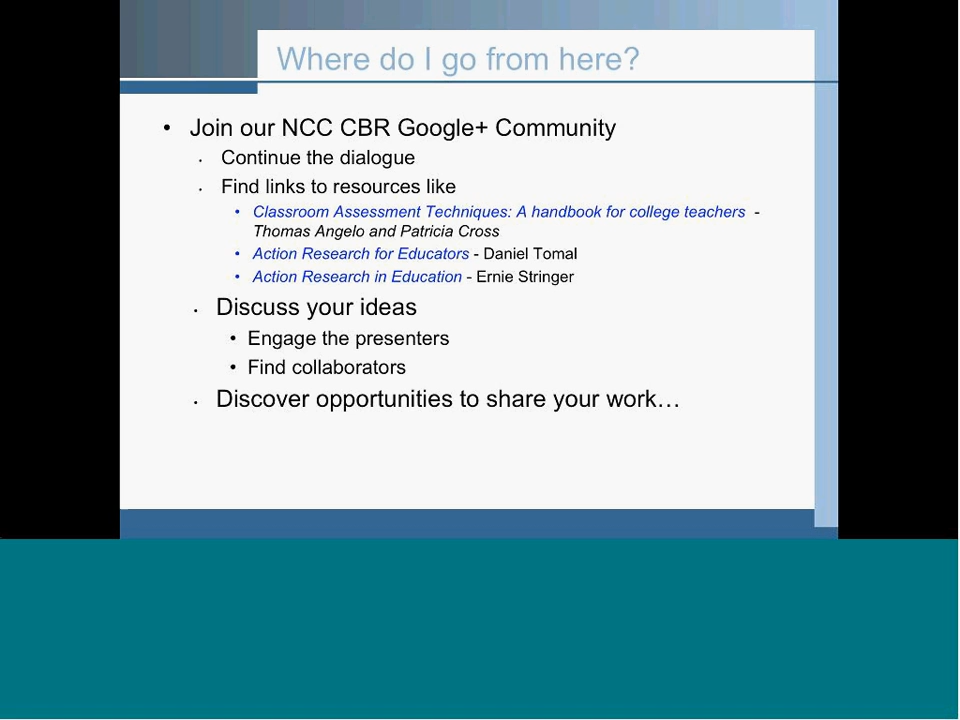 Where do I go from here?
• Join our NCC CBR Google+ Community
• Continue the dialogue
• Find links to resources like
• Classroom Assessment Techniques: A handbook for college teachers -
Thomas Angelo and Patricia Cross
• Action Research for Educators - Daniel Tomal
• Action Research in Education - Ernie Stringer
• Discuss your ideas
• Engage the presenters
• Find collaborators
• Discover opportunities to share your work…